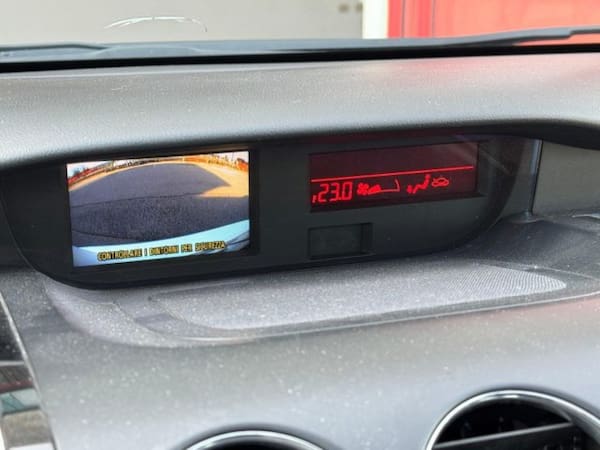 CONTROLLARE I DINTORNI PER SICUREZZA
23.0